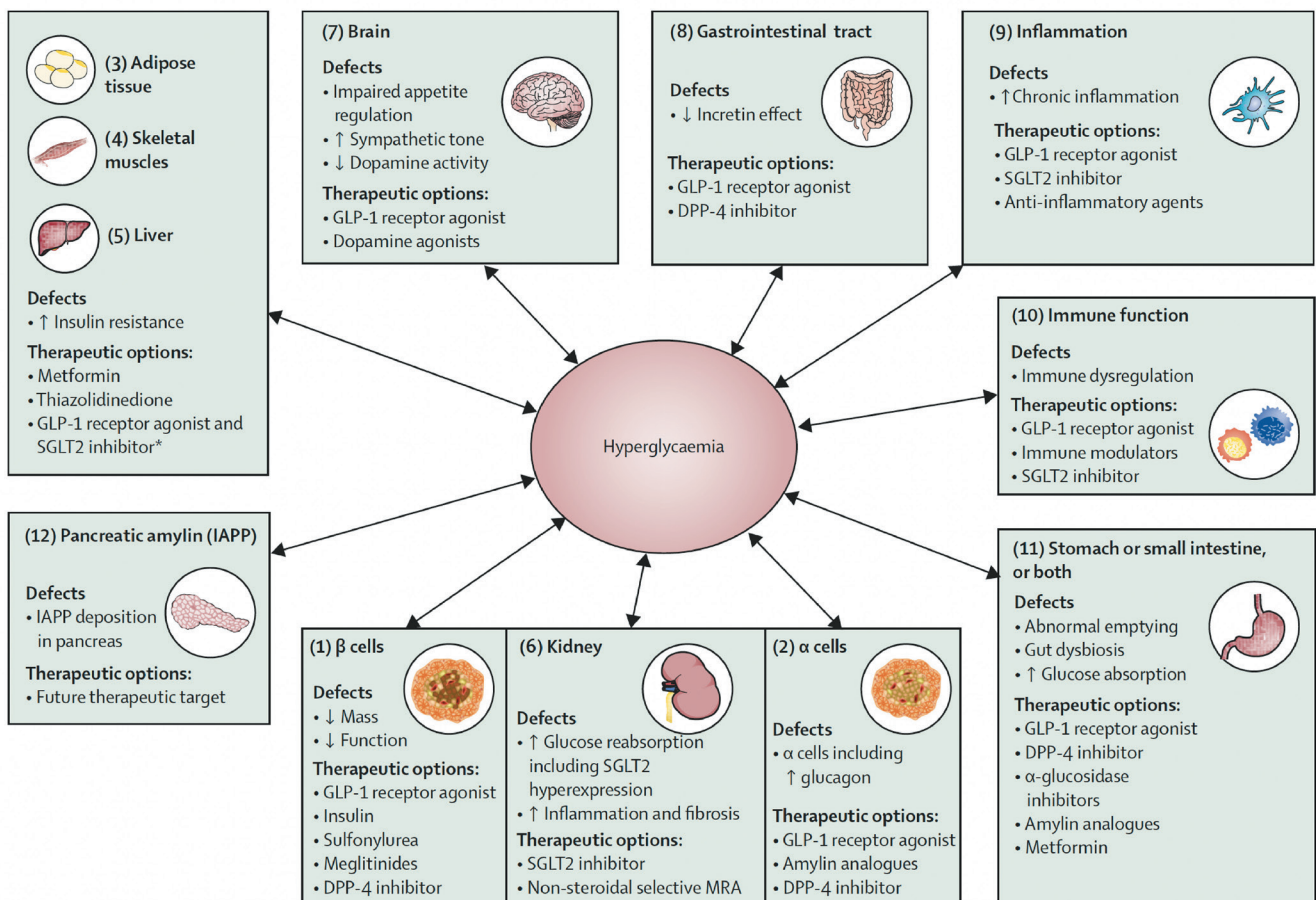 (3) Adipose
tissue
(4) Skeletal
muscles
(5) Liver
Defects
• ↑ Insulin resistance
Therapeutic options:
• Metformin
• Thiazolidinedione
• GLP-1 receptor agonist and
SGLT2 inhibitor*
(7) Brain
Defects
• Impaired appetite
regulation
• ↑ Sympathetic tone
• ↓ Dopamine activity
Therapeutic options:
• GLP-1 receptor agonist
• Dopamine agonists
(8) Gastrointestinal tract
Defects
• ↓ Incretin effect
Therapeutic options:
• GLP-1 receptor agonist
• DPP-4 inhibitor
(9) Inflammation
Defects
• ↑Chronic inflammation
Therapeutic options:
• GLP-1 receptor agonist
• SGLT2 inhibitor
• Anti-inflammatory agents
(10) Immune function
Defects
• Immune dysregulation
Therapeutic options:
• GLP-1 receptor agonist
• Immune modulators
• SGLT2 inhibitor
Hyperglycaemia
(12) Pancreatic amylin (IAPP)
Defects
• IAPP deposition
in pancreas
Therapeutic options:
• Future therapeutic target
(1) β cells
Defects
• ↓ Mass
• ↓ Function
Therapeutic options:
• GLP-1 receptor agonist
• Insulin
• Sulfonylurea
• Meglitinides
• DPP-4 inhibitor
(6) Kidney
Defects
• ↑ Glucose reabsorption
including SGLT2
hyperexpression
• ↑ Inflammation and fibrosis
Therapeutic options:
• SGLT2 inhibitor
• Non-steroidal selective MRA
(2) α cells
Defects
• α cells including
↑ glucagon
Therapeutic options:
• GLP-1 receptor agonist
• Amylin analogues
• DPP-4 inhibitor
(11) Stomach or small intestine,
or both
Defects
• Abnormal emptying
• Gut dysbiosis
• ↑ Glucose absorption
Therapeutic options:
• GLP-1 receptor agonist
• DPP-4 inhibitor
• α-glucosidase
inhibitors
• Amylin analogues
• Metformin